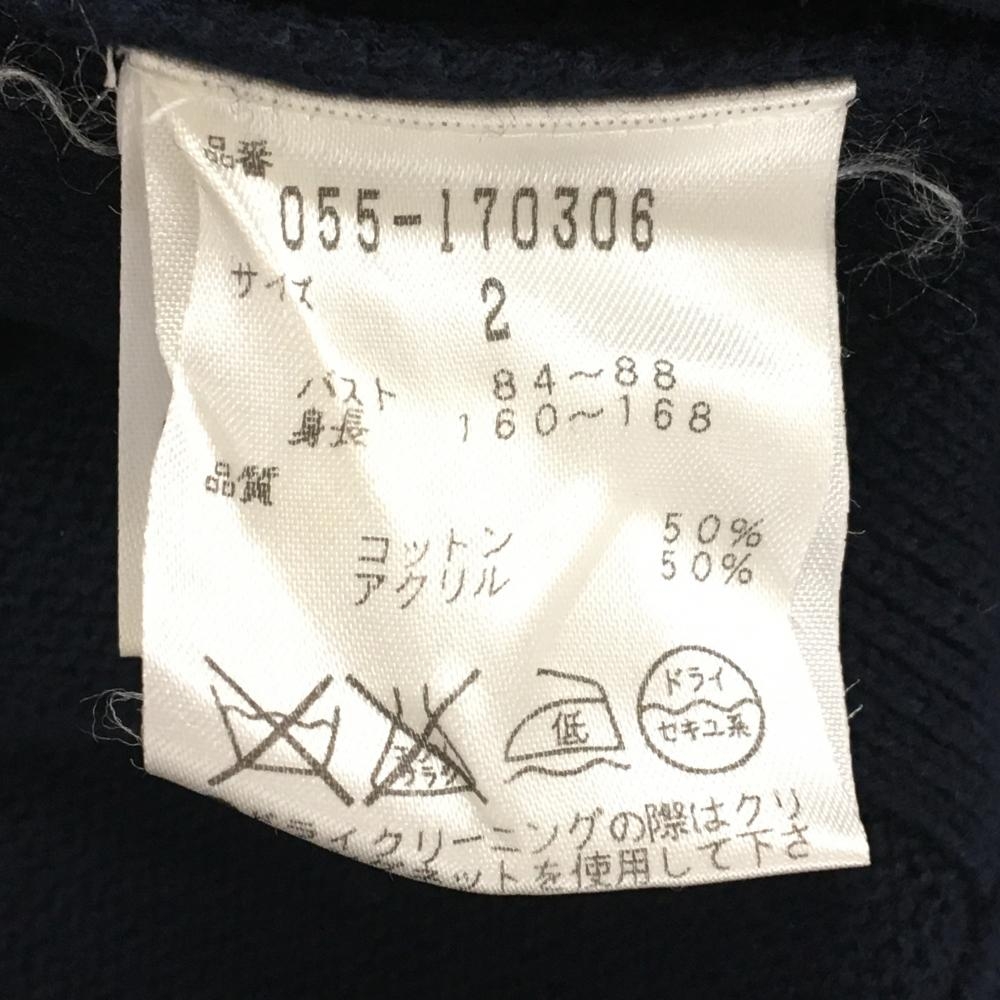 品番
055-170306
サイズ
2
バスト 84〜88
身長 160〜168
品質
コットン 50%
アクリル 50%
低
ドライ
セキユ系
ドライクリーニングの際はクリ
ネットを使用して下さ